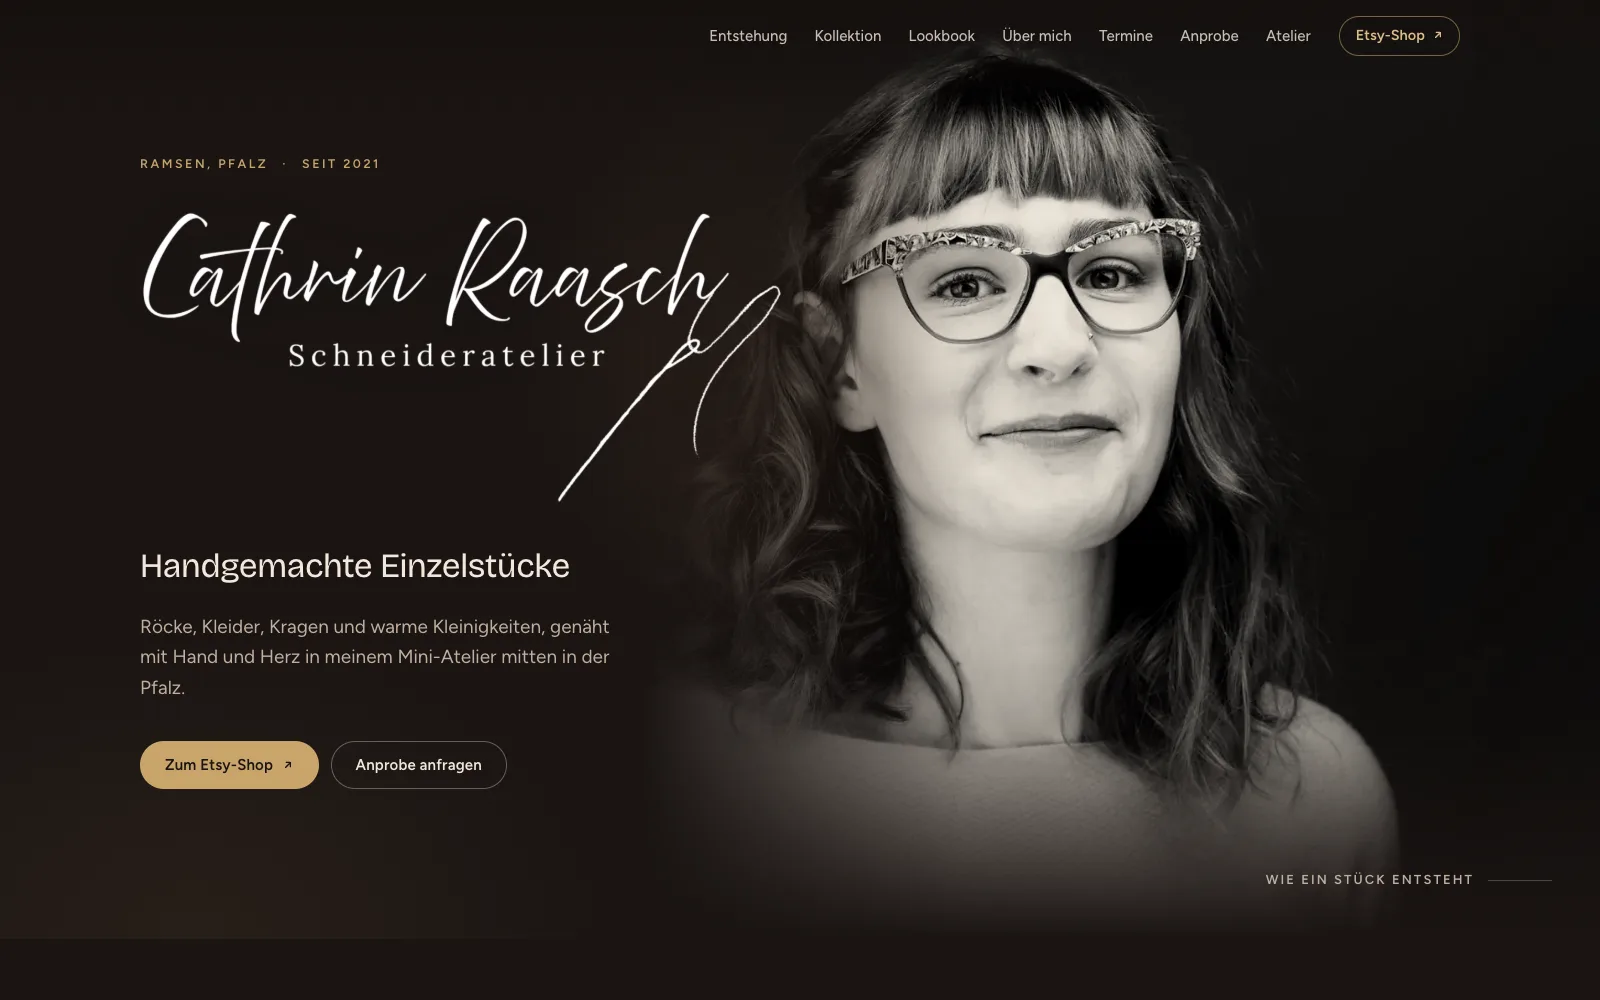 Entstehung Kollektion Lookbook Über mich Termine Anprobe Atelier Etsy-Shop ↗
RAMSEN, PFALZ · SEIT 2021
Cathrin Raasch
Schneideratelier
Handgemachte Einzelstücke
Röcke, Kleider, Kragen und warme Kleinigkeiten, genäht
mit Hand und Herz in meinem Mini-Atelier mitten in der
Pfalz.
Zum Etsy-Shop ↗ Anprobe anfragen
WIE EIN STÜCK ENTSTEHT